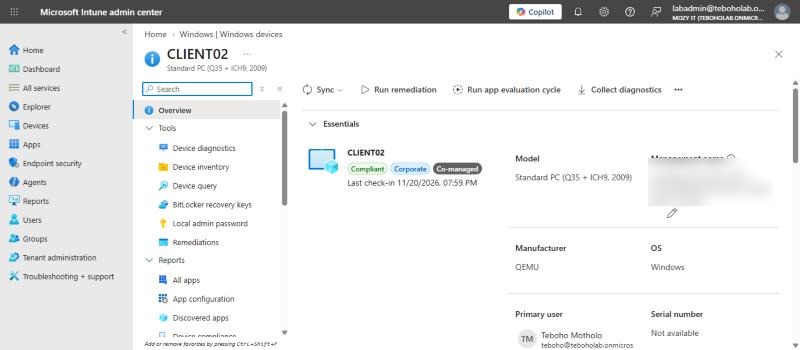 Microsoft Intune admin center
Copilot
labadmin@teboholab.onmicr...
MOZY IT (TEBOHOLAB.ONMICR...
Home
Dashboard
All services
Explorer
Devices
Apps
Endpoint security
Agents
Reports
Users
Groups
Tenant administration
Troubleshooting + support
Home > Windows | Windows devices >
CLIENT02 ...
Standard PC (Q35 + ICH9, 2009)
Search
Overview
Tools
Device diagnostics
Device inventory
Device query
BitLocker recovery keys
Local admin password
Remediations
Reports
All apps
App configuration
Discovered apps
Device compliance
Add or remove favorites by pressing Ctrl+Shift+F
Sync
Run remediation
Run app evaluation cycle
Collect diagnostics
Essentials
CLIENT02
Compliant Corporate Co-managed
Last check-in 11/20/2026, 07:59 PM
Model
Standard PC (Q35 + ICH9, 2009)
Management name
Manufacturer
QEMU
OS
Windows
Primary user
TM
Teboho Motholo
teboho@teboholab.onmicros
Serial number
Not available